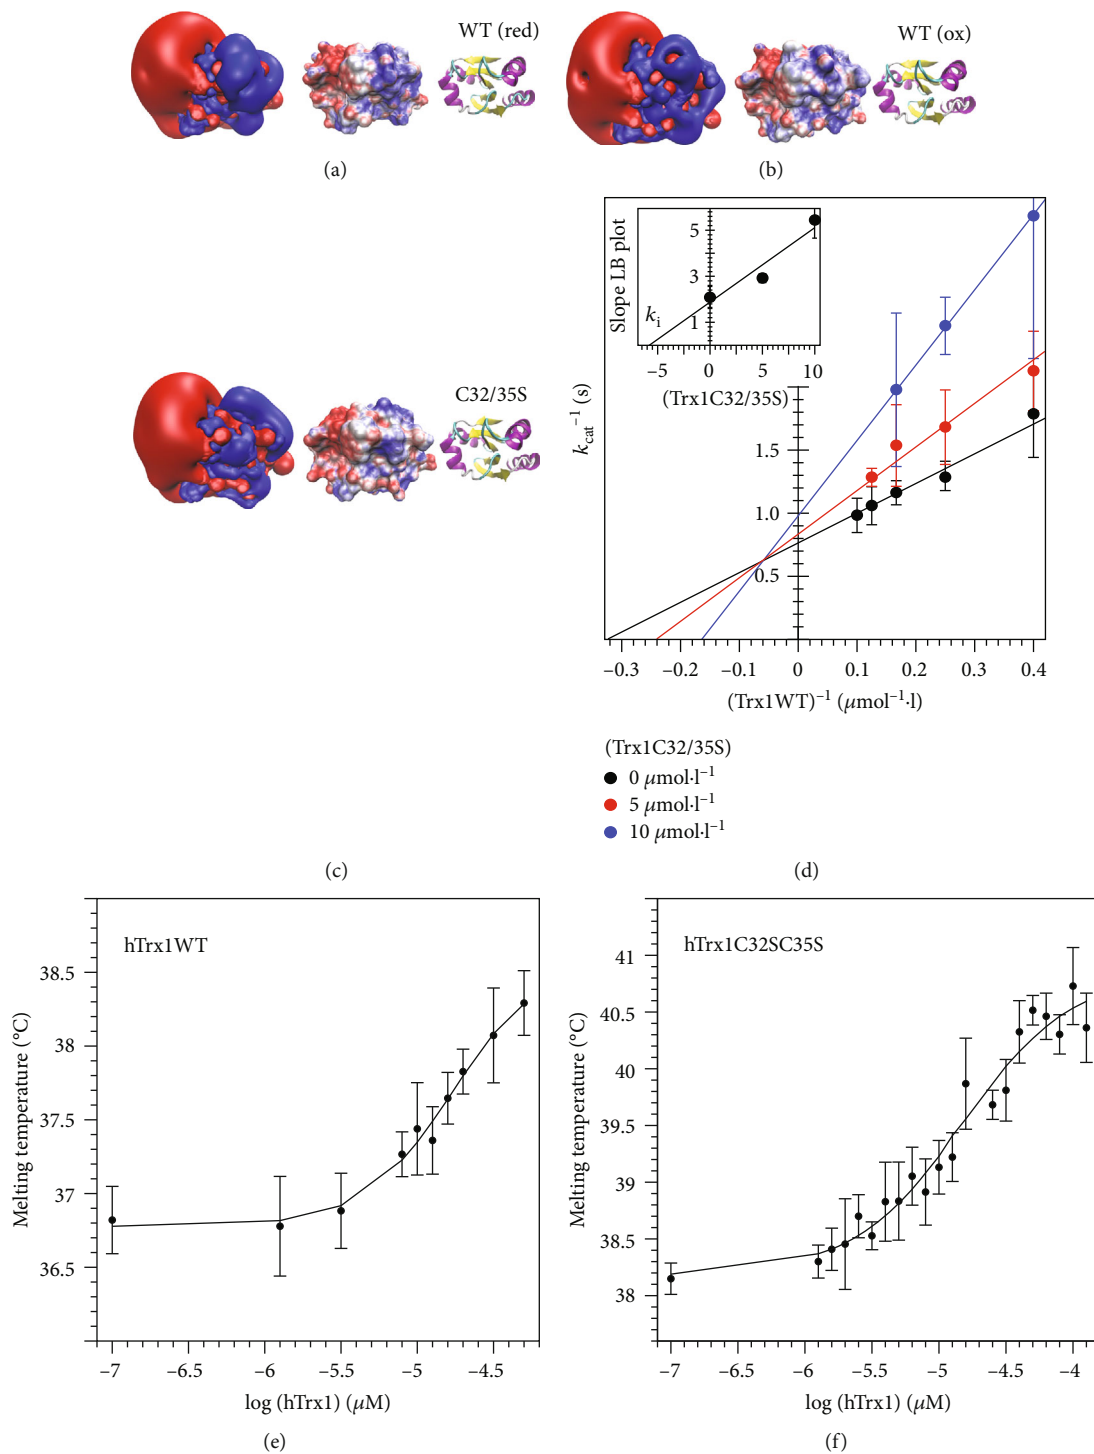 WT (red)
WT (ox)
(a)
(b)
C32/35S
(c)
Slope LB plot
5
3
1
kᵢ
−5 0 5 10
(Trx1C32/35S)
k_cat⁻¹ (s)
1.5
1.0
0.5
−0.3 −0.2 −0.1 0 0.1 0.2 0.3 0.4
(Trx1WT)⁻¹ (μmol⁻¹·l)
(Trx1C32/35S)
0 μmol·l⁻¹
5 μmol·l⁻¹
10 μmol·l⁻¹
(d)
hTrx1WT
Melting temperature (°C)
38.5
38
37.5
37
36.5
−7 −6.5 −6 −5.5 −5 −4.5
log (hTrx1) (μM)
(e)
hTrx1C32SC35S
Melting temperature (°C)
41
40.5
40
39.5
39
38.5
38
−7 −6.5 −6 −5.5 −5 −4.5 −4
log (hTrx1) (μM)
(f)